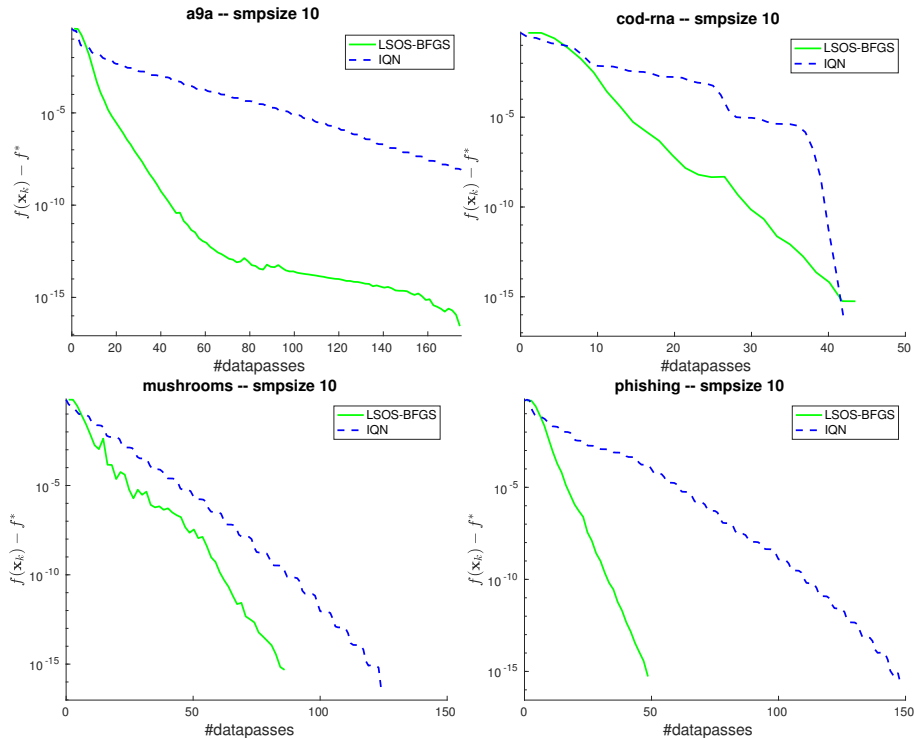 a9a -- smpsize 10
LSOS-BFGS
IQN
f(x_k) − f*
10^-5
10^-10
10^-15
0 20 40 60 80 100 120 140 160
#datapasses
cod-rna -- smpsize 10
LSOS-BFGS
IQN
f(x_k) − f*
10^-5
10^-10
10^-15
0 10 20 30 40 50
#datapasses
mushrooms -- smpsize 10
LSOS-BFGS
IQN
f(x_k) − f*
10^-5
10^-10
10^-15
0 50 100 150
#datapasses
phishing -- smpsize 10
LSOS-BFGS
IQN
f(x_k) − f*
10^-5
10^-10
10^-15
0 50 100 150
#datapasses